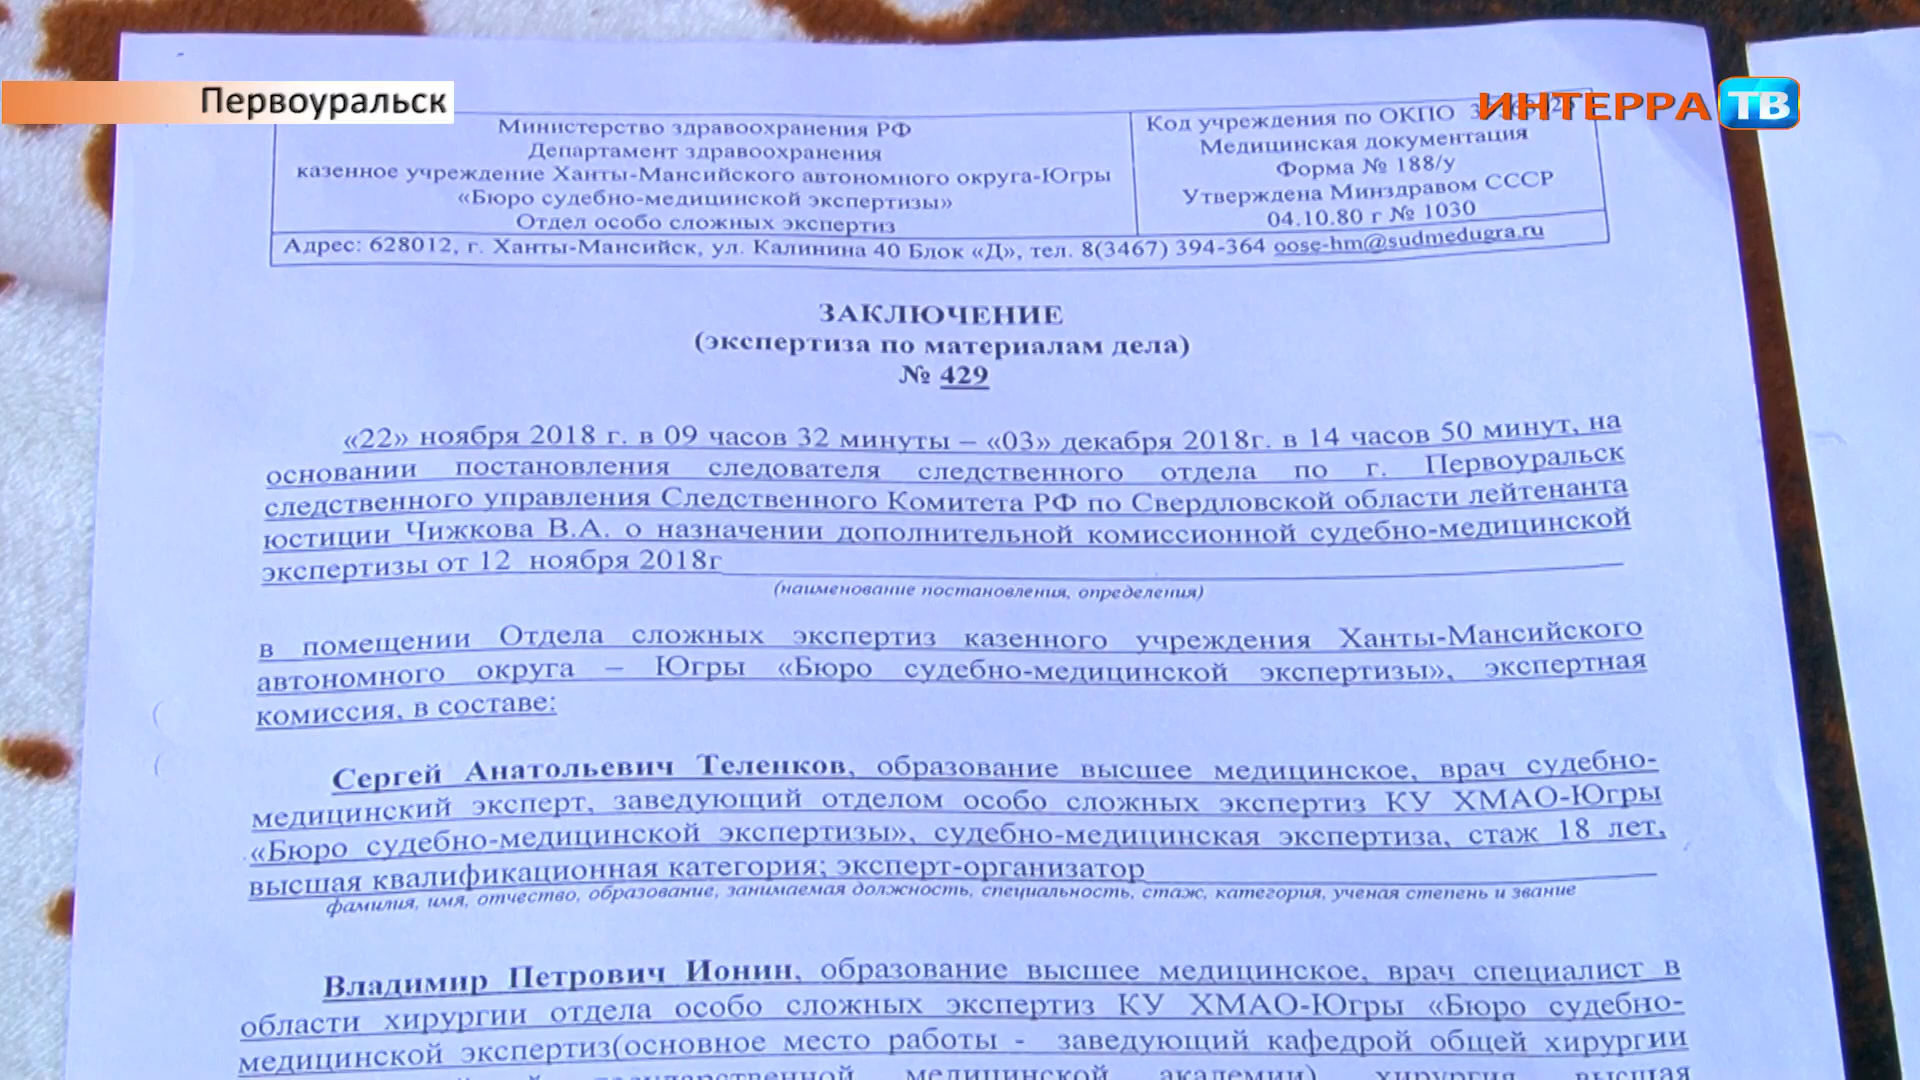 Первоуральск
ИНТЕРРА ТВ
Министерство здравоохранения РФ
Департамент здравоохранения
казенное учреждение Ханты-Мансийского автономного округа-Югры
«Бюро судебно-медицинской экспертизы»
Отдел особо сложных экспертиз
Код учреждения по ОКПО
Медицинская документация
Форма № 188/у
Утверждена Минздравом СССР
04.10.80 г № 1030
Адрес: 628012, г. Ханты-Мансийск, ул. Калинина 40 Блок «Д», тел. 8(3467) 394-364 oose-hm@sudmedugra.ru
ЗАКЛЮЧЕНИЕ
(экспертиза по материалам дела)
№ 429
«22» ноября 2018 г. в 09 часов 32 минуты – «03» декабря 2018г. в 14 часов 50 минут, на
основании постановления следователя следственного отдела по г. Первоуральск
следственного управления Следственного Комитета РФ по Свердловской области лейтенанта
юстиции Чижкова В.А. о назначении дополнительной комиссионной судебно-медицинской
экспертизы от 12 ноября 2018г
(наименование постановления, определения)
в помещении Отдела сложных экспертиз казенного учреждения Ханты-Мансийского
автономного округа – Югры «Бюро судебно-медицинской экспертизы», экспертная
комиссия, в составе:
Сергей Анатольевич Теленков, образование высшее медицинское, врач судебно-
медицинский эксперт, заведующий отделом особо сложных экспертиз КУ ХМАО-Югры
«Бюро судебно-медицинской экспертизы», судебно-медицинская экспертиза, стаж 18 лет,
высшая квалификационная категория; эксперт-организатор
фамилия, имя, отчество, образование, занимаемая должность, специальность, стаж, категория, ученая степень и звание
Владимир Петрович Ионин, образование высшее медицинское, врач специалист в
области хирургии отдела особо сложных экспертиз КУ ХМАО-Югры «Бюро судебно-
медицинской экспертиз(основное место работы - заведующий кафедрой общей хирургии
государственной медицинской академии) хирургия высшая